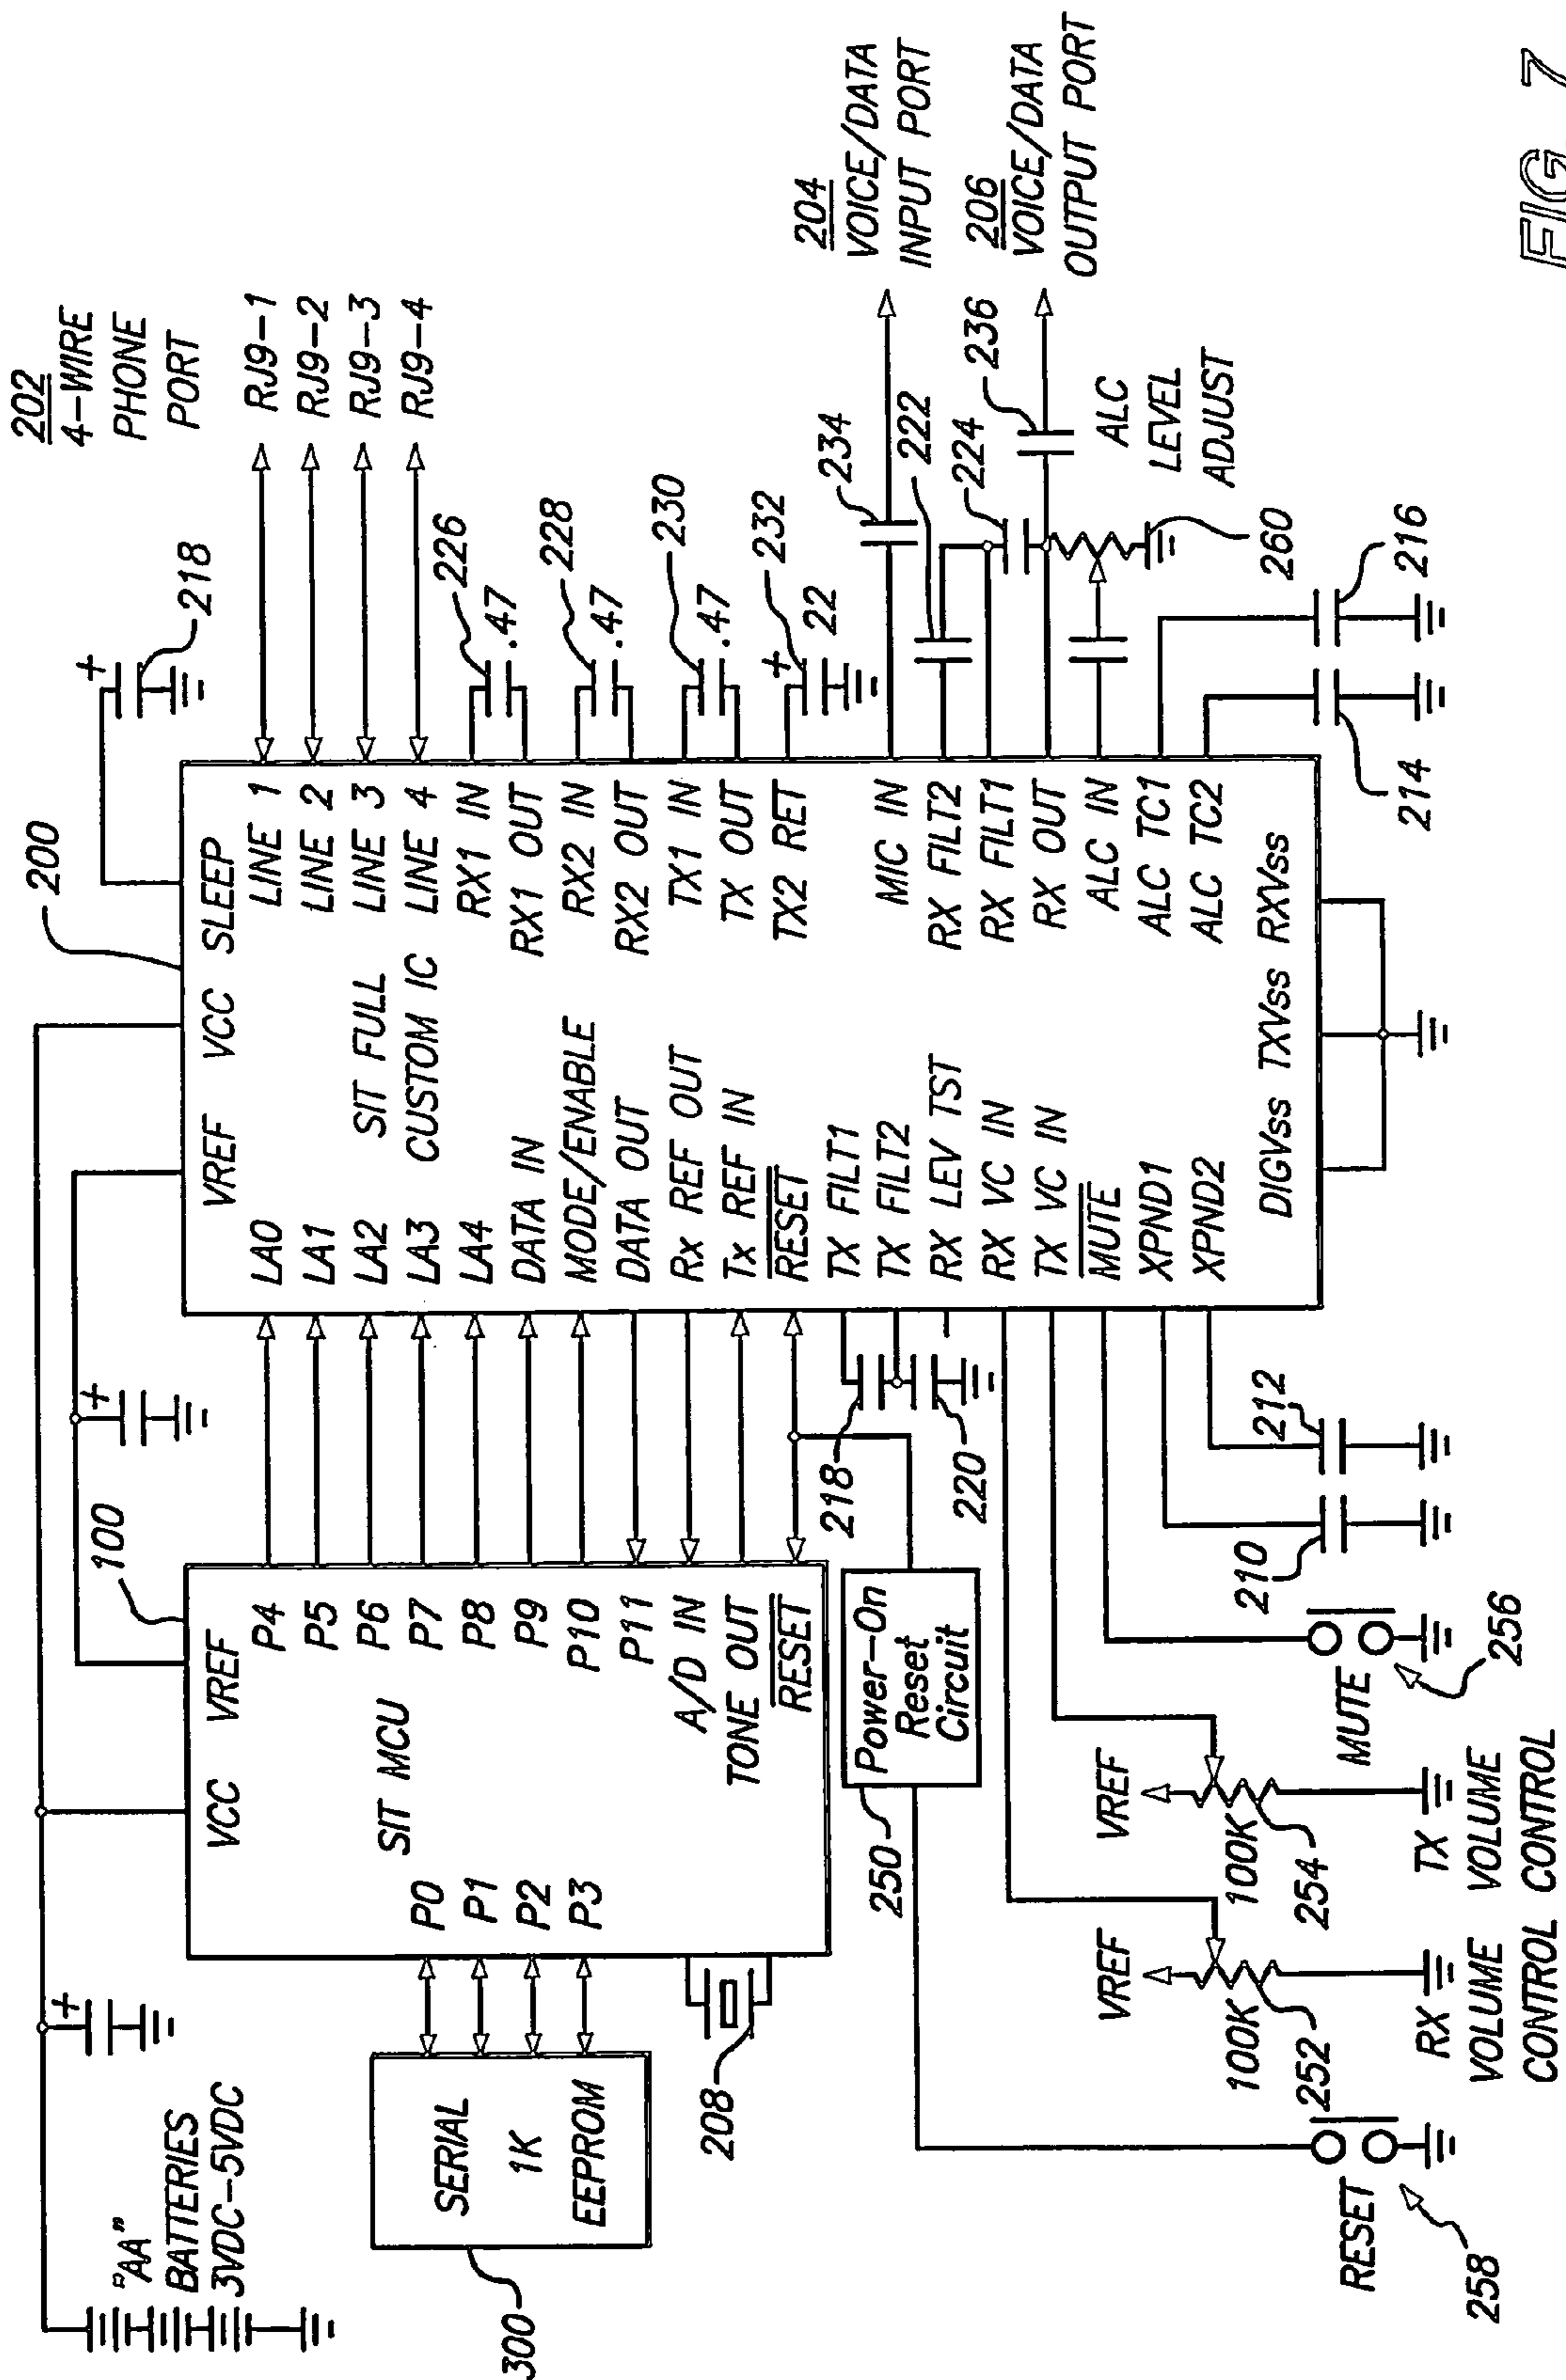 "AA"
BATTERIES
3VDC-5VDC
SERIAL
1K
EEPROM
300
208
100
VCC VREF
SIT MCU
P0
P1
P2
P3
P4
P5
P6
P7
P8
P9
P10
P11
A/D IN
TONE OUT
RESET
Power-On
Reset
Circuit
250
200
VREF VCC SLEEP
SIT FULL
CUSTOM IC
LA0
LA1
LA2
LA3
LA4
DATA IN
MODE/ENABLE
DATA OUT
Rx REF OUT
Tx REF IN
RESET
TX FILT1
TX FILT2
RX LEV TST
RX VC IN
TX VC IN
MUTE
XPND1
XPND2
DIGVss TXVss RXVss
LINE 1
LINE 2
LINE 3
LINE 4
RX1 IN
RX1 OUT
RX2 IN
RX2 OUT
TX1 IN
TX OUT
TX2 RET
MIC IN
RX FILT2
RX FILT1
RX OUT
ALC IN
ALC TC1
ALC TC2
218
202
4-WIRE
PHONE
PORT
RJ9-1
RJ9-2
RJ9-3
RJ9-4
226
.47
228
.47
230
.47
232
22
234
204
VOICE/DATA
INPUT PORT
222
224
236
206
VOICE/DATA
OUTPUT PORT
ALC
LEVEL
ADJUST
260
216
214
218
220
212
210
MUTE
256
VREF
100K
254
TX
VOLUME
CONTROL
VREF
100K
252
RX
VOLUME
CONTROL
RESET
258
FIG. 7